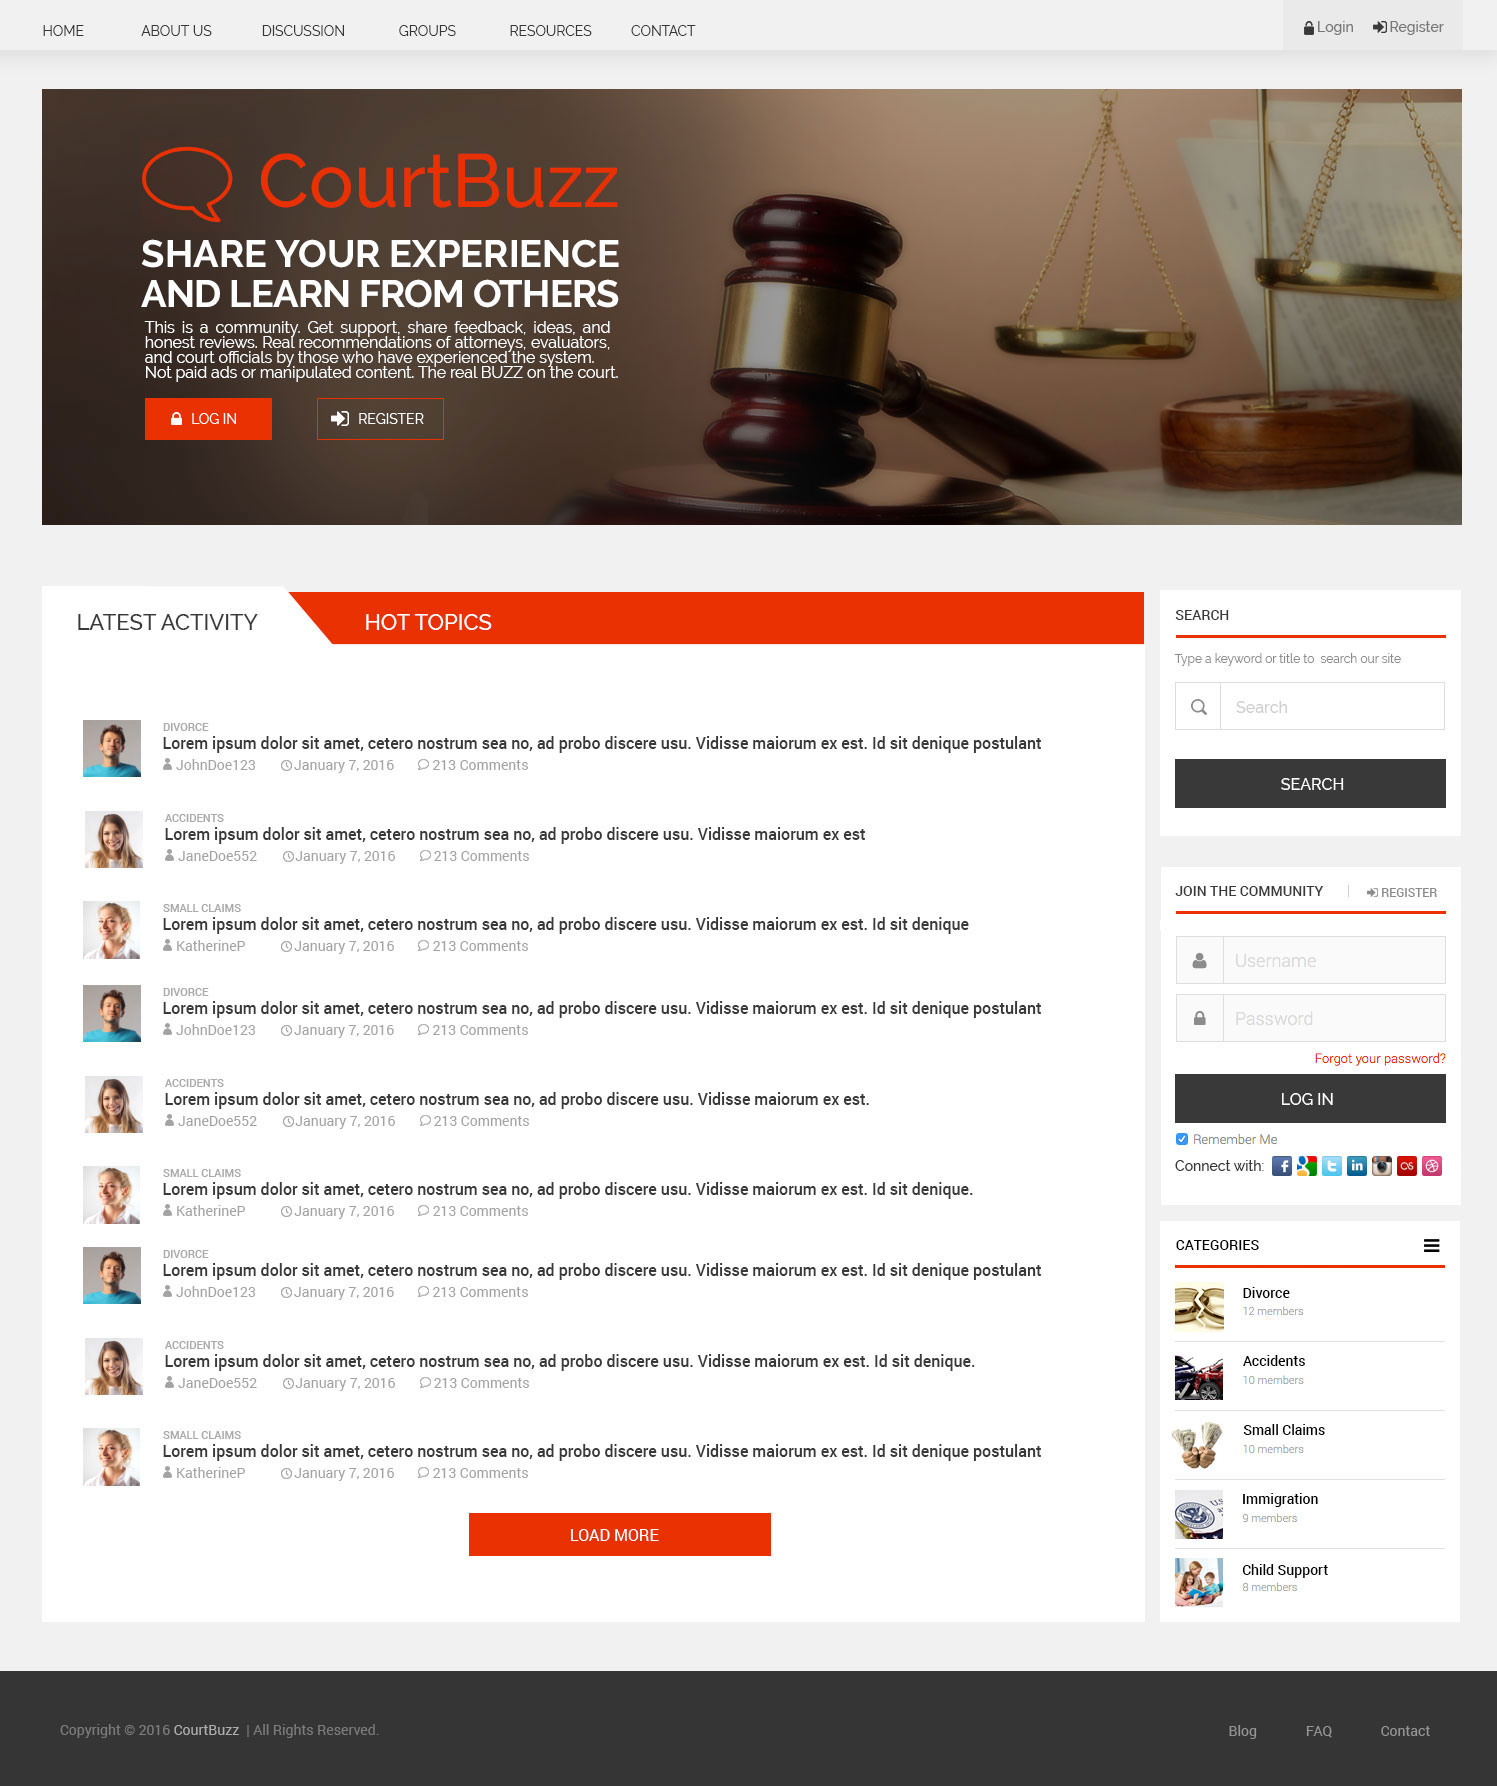 HOME ABOUT US DISCUSSION GROUPS RESOURCES CONTACT Login Register
CourtBuzz
SHARE YOUR EXPERIENCE
AND LEARN FROM OTHERS
This is a community. Get support, share feedback, ideas, and
honest reviews. Real recommendations of attorneys, evaluators,
and court officials by those who have experienced the system.
Not paid ads or manipulated content. The real BUZZ on the court.
LOG IN REGISTER
LATEST ACTIVITY HOT TOPICS
DIVORCE
Lorem ipsum dolor sit amet, cetero nostrum sea no, ad probo discere usu. Vidisse maiorum ex est. Id sit denique postulant
JohnDoe123 January 7, 2016 213 Comments
ACCIDENTS
Lorem ipsum dolor sit amet, cetero nostrum sea no, ad probo discere usu. Vidisse maiorum ex est
JaneDoe552 January 7, 2016 213 Comments
SMALL CLAIMS
Lorem ipsum dolor sit amet, cetero nostrum sea no, ad probo discere usu. Vidisse maiorum ex est. Id sit denique
KatherineP January 7, 2016 213 Comments
DIVORCE
Lorem ipsum dolor sit amet, cetero nostrum sea no, ad probo discere usu. Vidisse maiorum ex est. Id sit denique postulant
JohnDoe123 January 7, 2016 213 Comments
ACCIDENTS
Lorem ipsum dolor sit amet, cetero nostrum sea no, ad probo discere usu. Vidisse maiorum ex est.
JaneDoe552 January 7, 2016 213 Comments
SMALL CLAIMS
Lorem ipsum dolor sit amet, cetero nostrum sea no, ad probo discere usu. Vidisse maiorum ex est. Id sit denique.
KatherineP January 7, 2016 213 Comments
DIVORCE
Lorem ipsum dolor sit amet, cetero nostrum sea no, ad probo discere usu. Vidisse maiorum ex est. Id sit denique postulant
JohnDoe123 January 7, 2016 213 Comments
ACCIDENTS
Lorem ipsum dolor sit amet, cetero nostrum sea no, ad probo discere usu. Vidisse maiorum ex est. Id sit denique.
JaneDoe552 January 7, 2016 213 Comments
SMALL CLAIMS
Lorem ipsum dolor sit amet, cetero nostrum sea no, ad probo discere usu. Vidisse maiorum ex est. Id sit denique postulant
KatherineP January 7, 2016 213 Comments
LOAD MORE
SEARCH
Type a keyword or title to search our site
Search
SEARCH
JOIN THE COMMUNITY | REGISTER
Username
Password
Forgot your password?
LOG IN
Remember Me
Connect with:
CATEGORIES
Divorce
12 members
Accidents
10 members
Small Claims
10 members
Immigration
9 members
Child Support
8 members
Copyright © 2016 CourtBuzz | All Rights Reserved.
Blog FAQ Contact